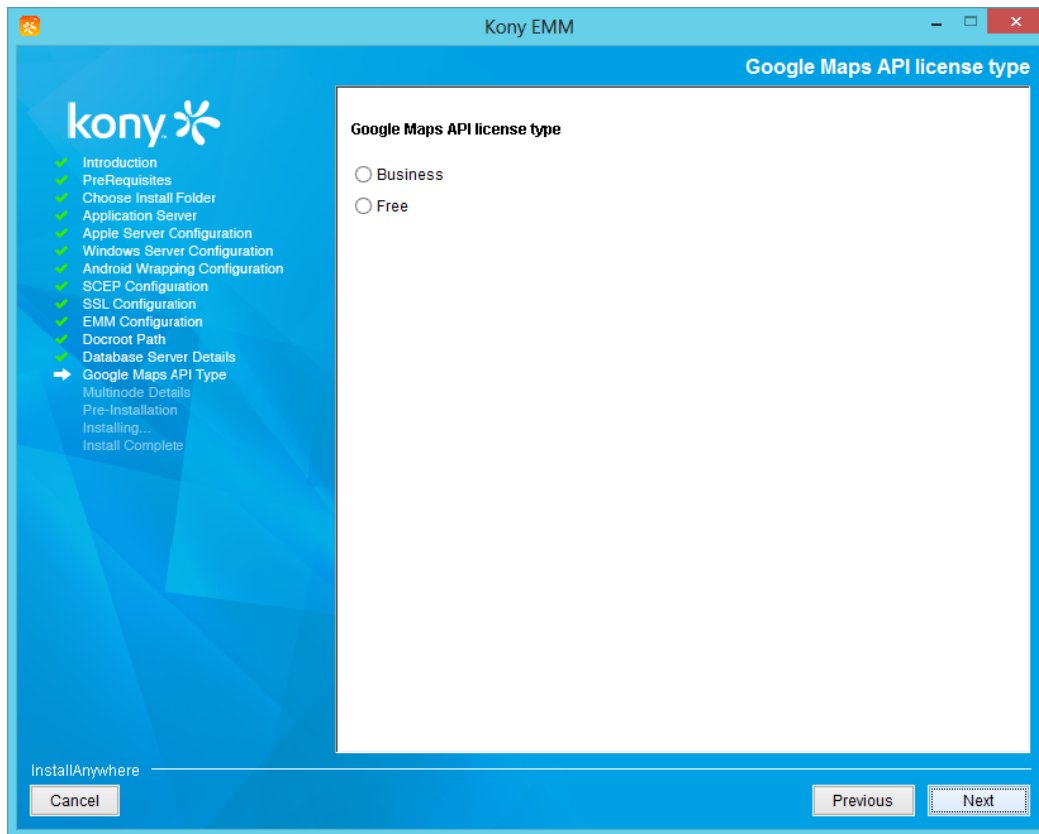 Kony EMM
Google Maps API license type
kony
Introduction
PreRequisites
Choose Install Folder
Application Server
Apple Server Configuration
Windows Server Configuration
Android Wrapping Configuration
SCEP Configuration
SSL Configuration
EMM Configuration
Docroot Path
Database Server Details
Google Maps API Type
Multinode Details
Pre-Installation
Installing...
Install Complete
Google Maps API license type
Business
Free
InstallAnywhere
Cancel
Previous
Next